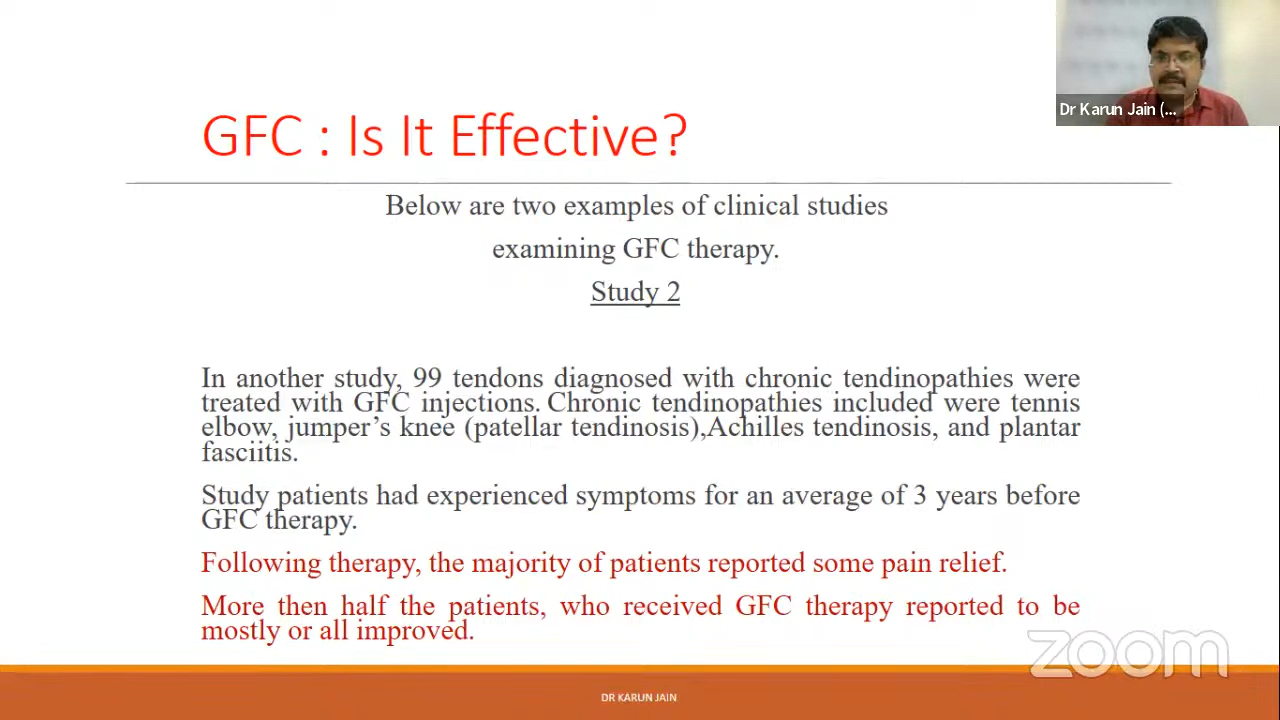 Dr Karun Jain (...
GFC : Is It Effective?
Below are two examples of clinical studies
examining GFC therapy.
Study 2
In another study, 99 tendons diagnosed with chronic tendinopathies were
treated with GFC injections. Chronic tendinopathies included were tennis
elbow, jumper’s knee (patellar tendinosis),Achilles tendinosis, and plantar
fasciitis.
Study patients had experienced symptoms for an average of 3 years before
GFC therapy.
Following therapy, the majority of patients reported some pain relief.
More then half the patients, who received GFC therapy reported to be
mostly or all improved.
zoom
DR KARUN JAIN